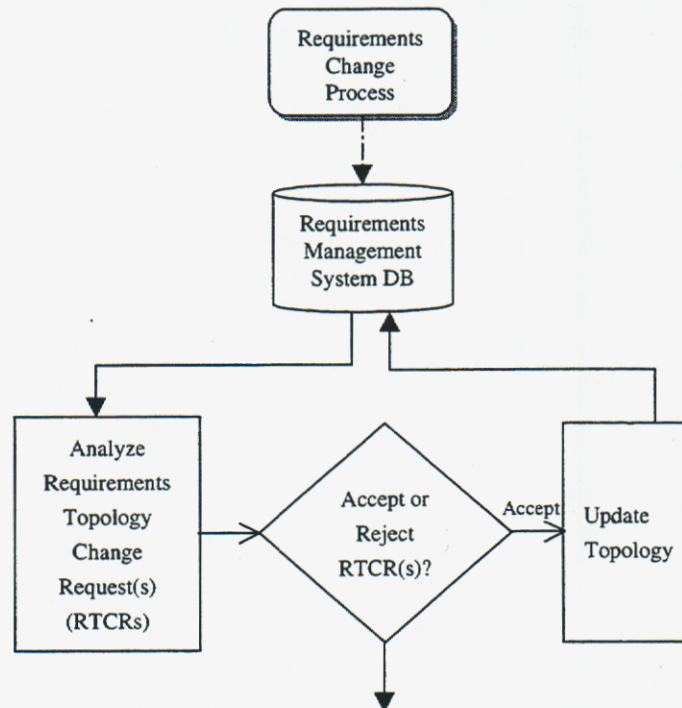 Requirements
Change
Process
Requirements
Management
System DB
Analyze
Requirements
Topology
Change
Request(s)
(RTCRs)
Accept or
Reject
RTCR(s)?
Accept
Update
Topology